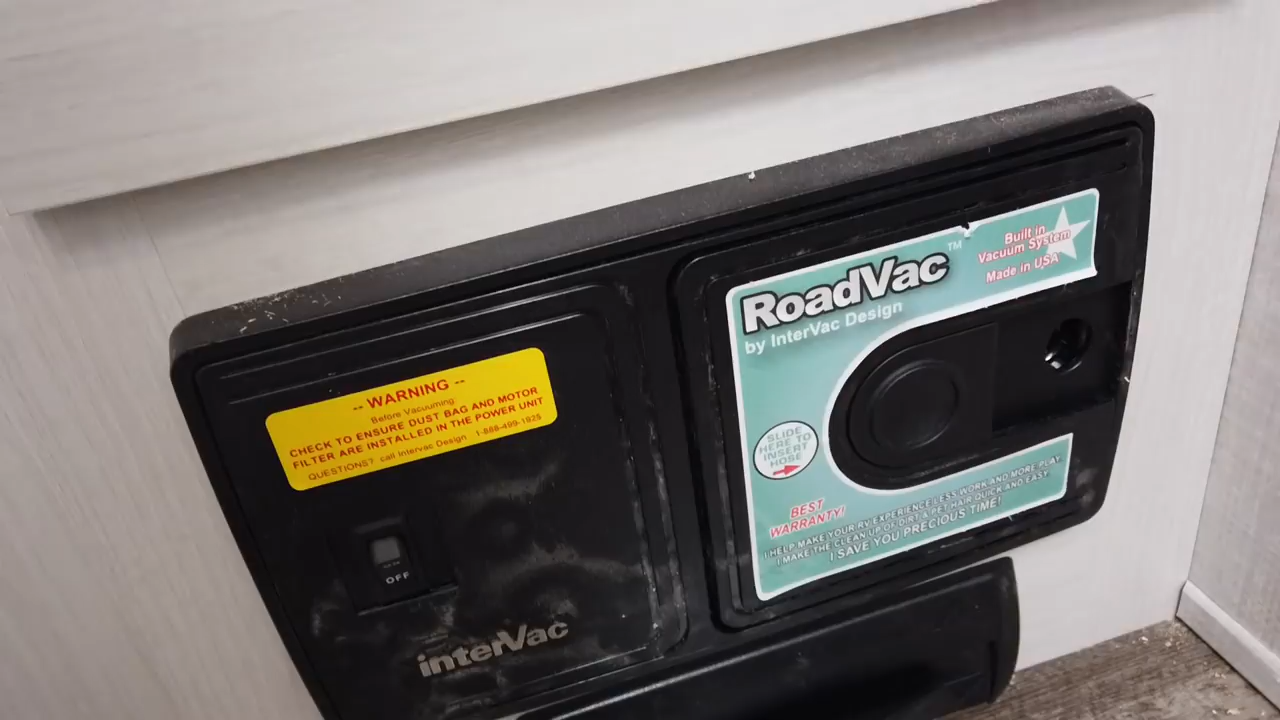 -- WARNING --
Before Vacuuming:
CHECK TO ENSURE DUST BAG AND MOTOR
FILTER ARE INSTALLED IN THE POWER UNIT
QUESTIONS? call Intervac Design 1-888-499-1925
OFF
interVac
RoadVac™
by InterVac Design
Built in
Vacuum System
Made in USA
SLIDE
HERE TO
INSERT
HOSE
BEST
WARRANTY!
I HELP MAKE YOUR RV EXPERIENCE LESS WORK AND MORE PLAY.
I MAKE THE CLEAN UP OF DIRT & PET HAIR QUICK AND EASY.
I SAVE YOU PRECIOUS TIME!